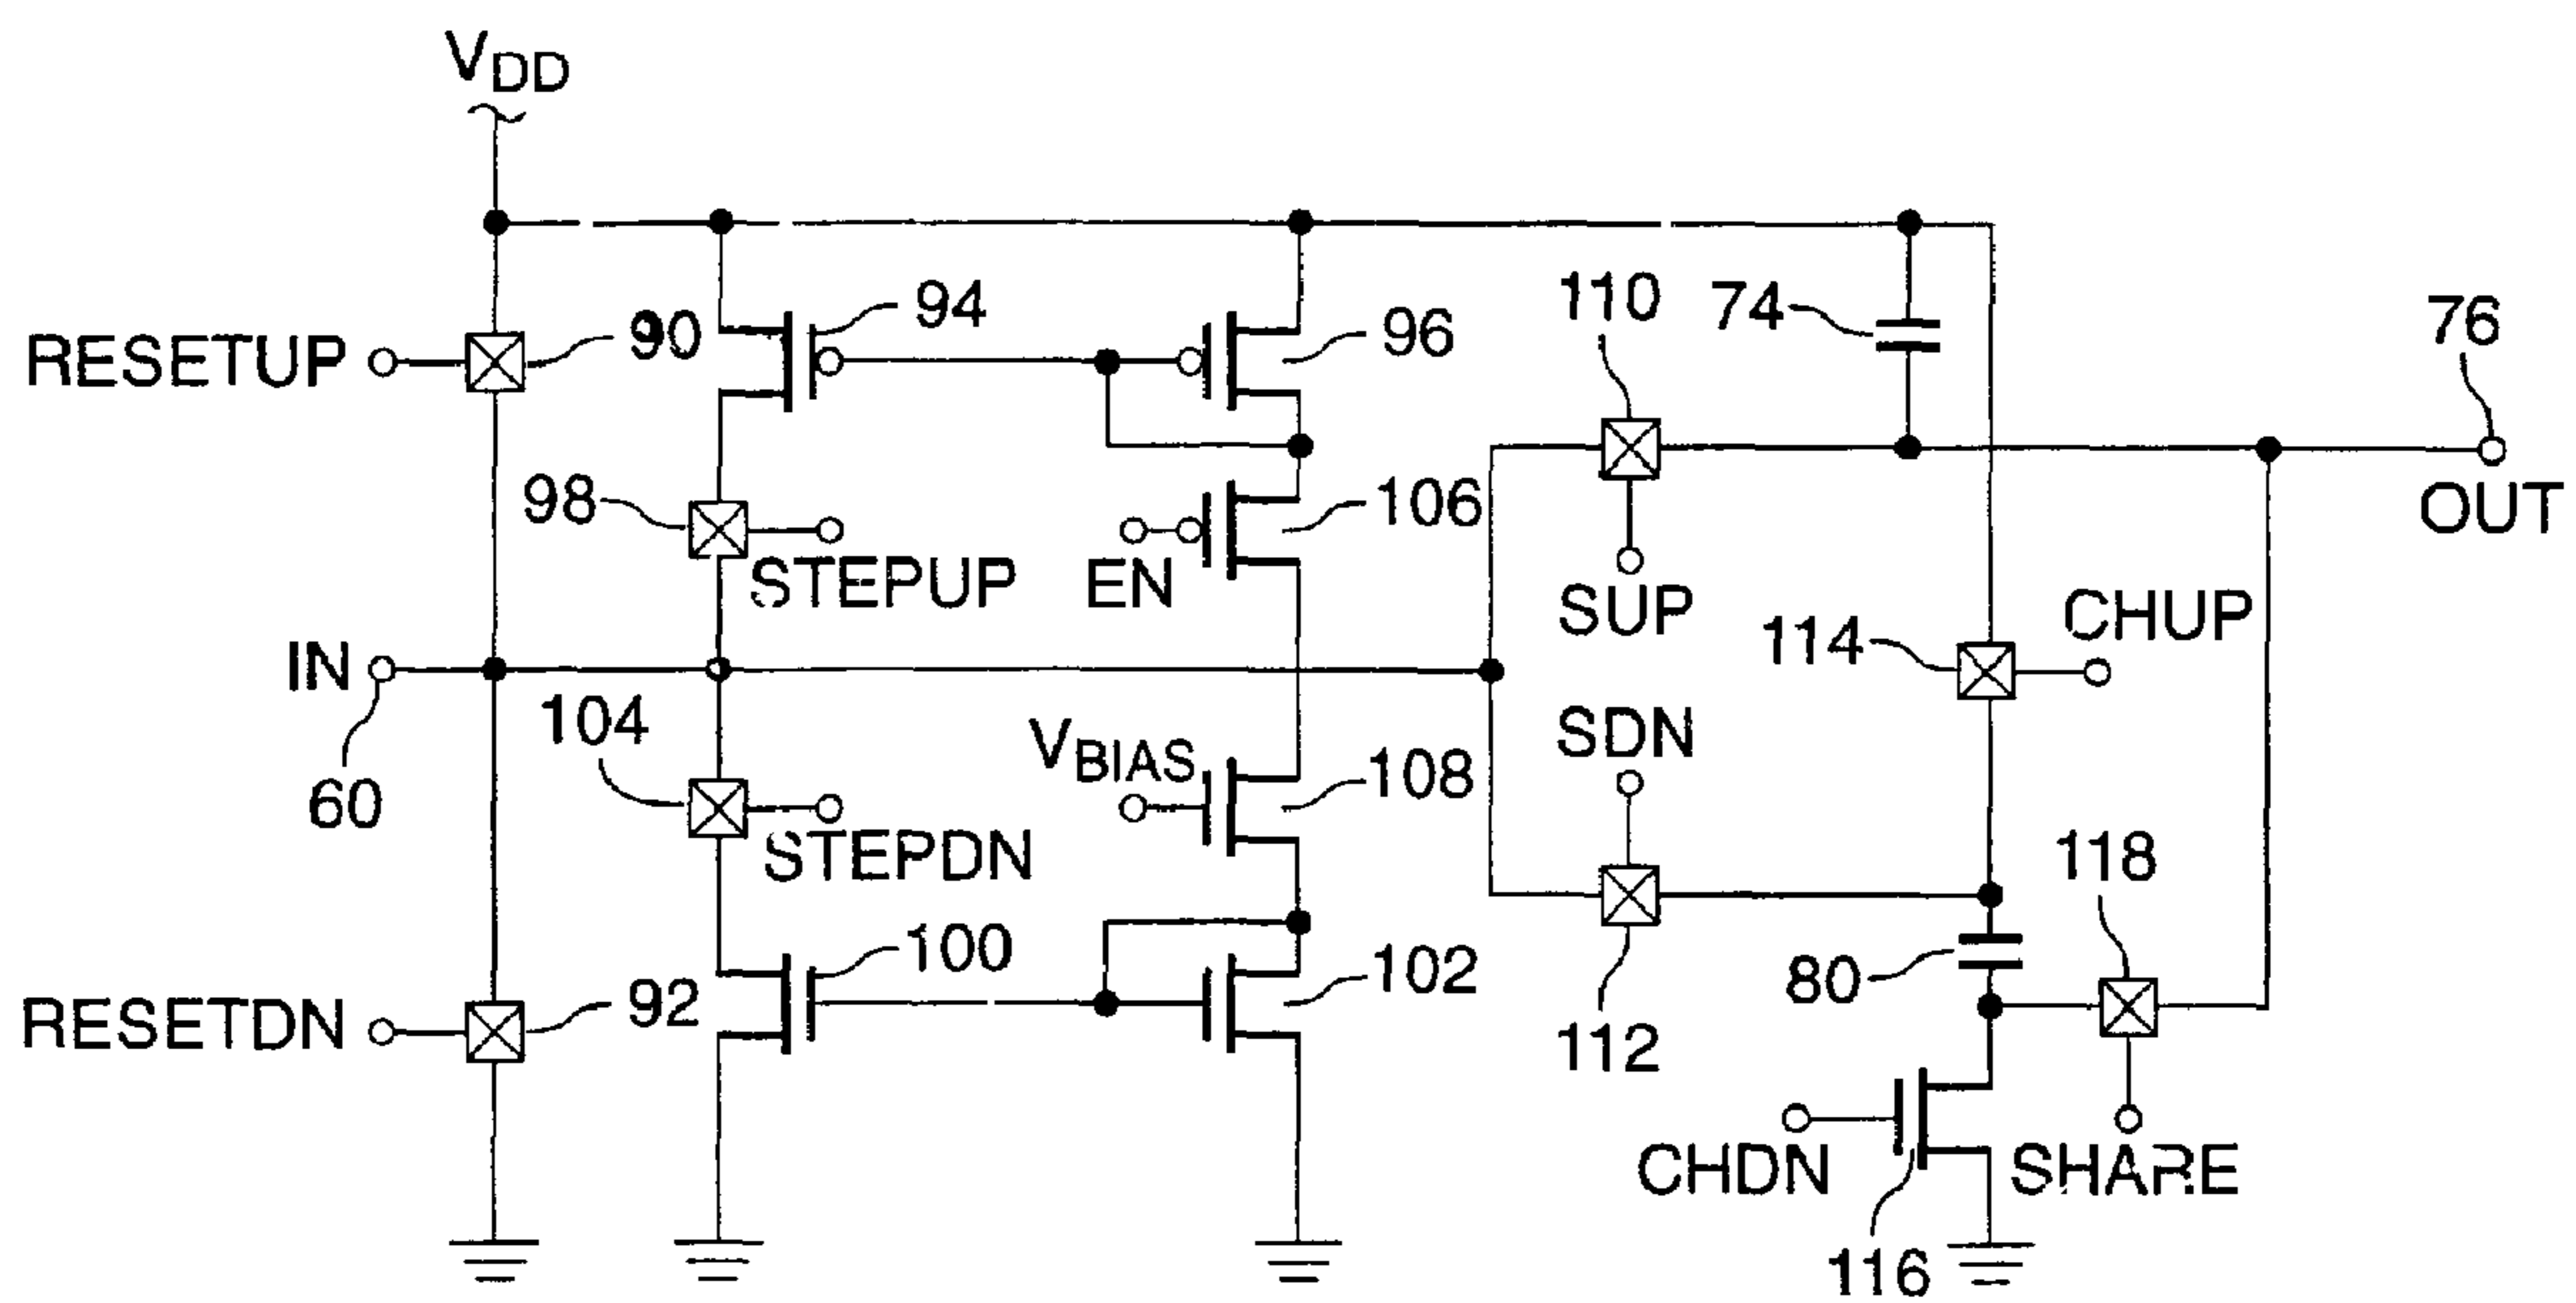 VDD
RESETUP
90
94
96
110
74
76
OUT
98
STEPUP
EN
106
SUP
114
CHUP
IN
60
104
STEPDN
VBIAS
108
SDN
112
118
80
RESETDN
92
100
102
CHDN
SHARE
116